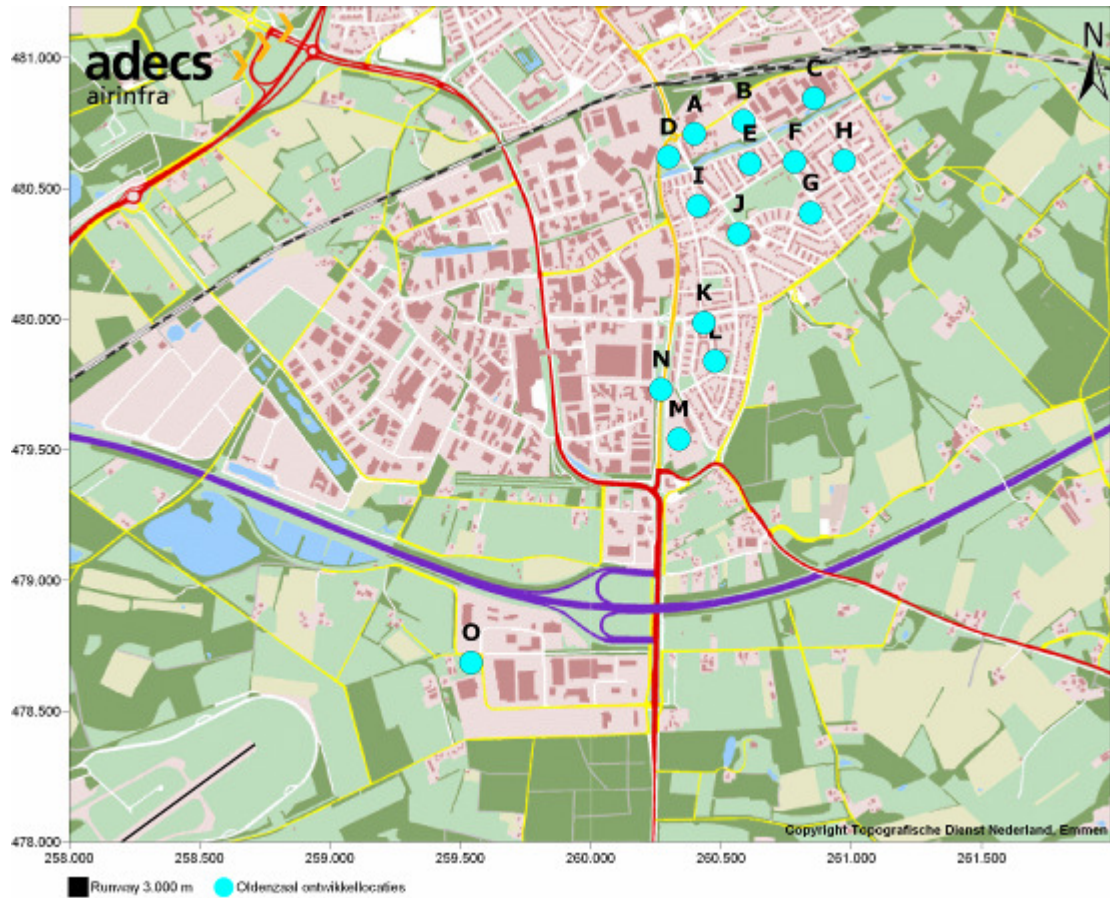 481.000
adecs
airinfra
N
C
B
A
D
E
F
H
480.500
I
G
J
480.000
K
L
N
M
479.500
479.000
O
478.500
478.000
Copyright Topografische Dienst Nederland, Emmen
258.000 258.500 259.000 259.500 260.000 260.500 261.000 261.500
Runway 3.000 m Oldenzaal ontwikkellocaties